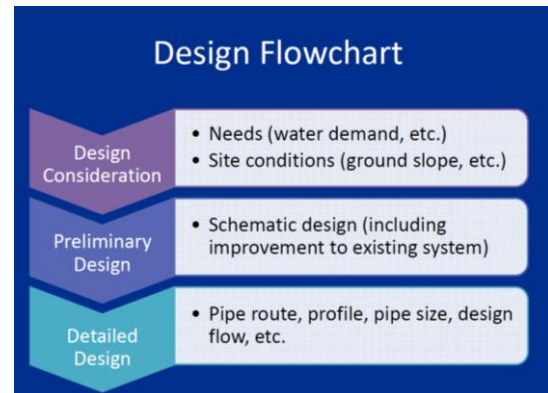 Design Flowchart
Design
Consideration
• Needs (water demand, etc.)
• Site conditions (ground slope, etc.)
Preliminary
Design
• Schematic design (including
improvement to existing system)
Detailed
Design
• Pipe route, profile, pipe size, design
flow, etc.